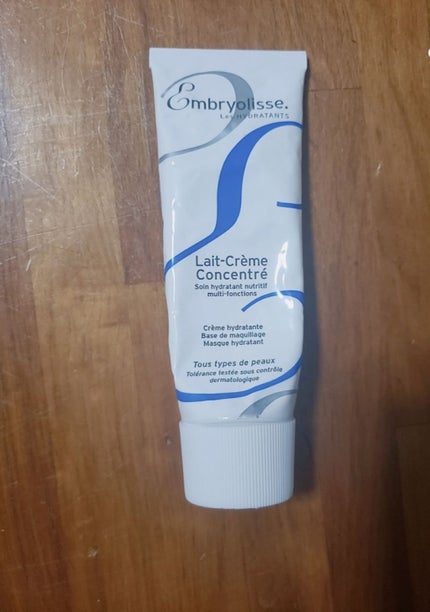 Embryolisse.
LES HYDRATANTS
Lait-Crème
Concentré
Soin hydratant nutritif
multi-fonctions
Crème hydratante
Base de maquillage
Masque hydratant
Tous types de peaux
Tolérance testée sous contrôle
dermatologique